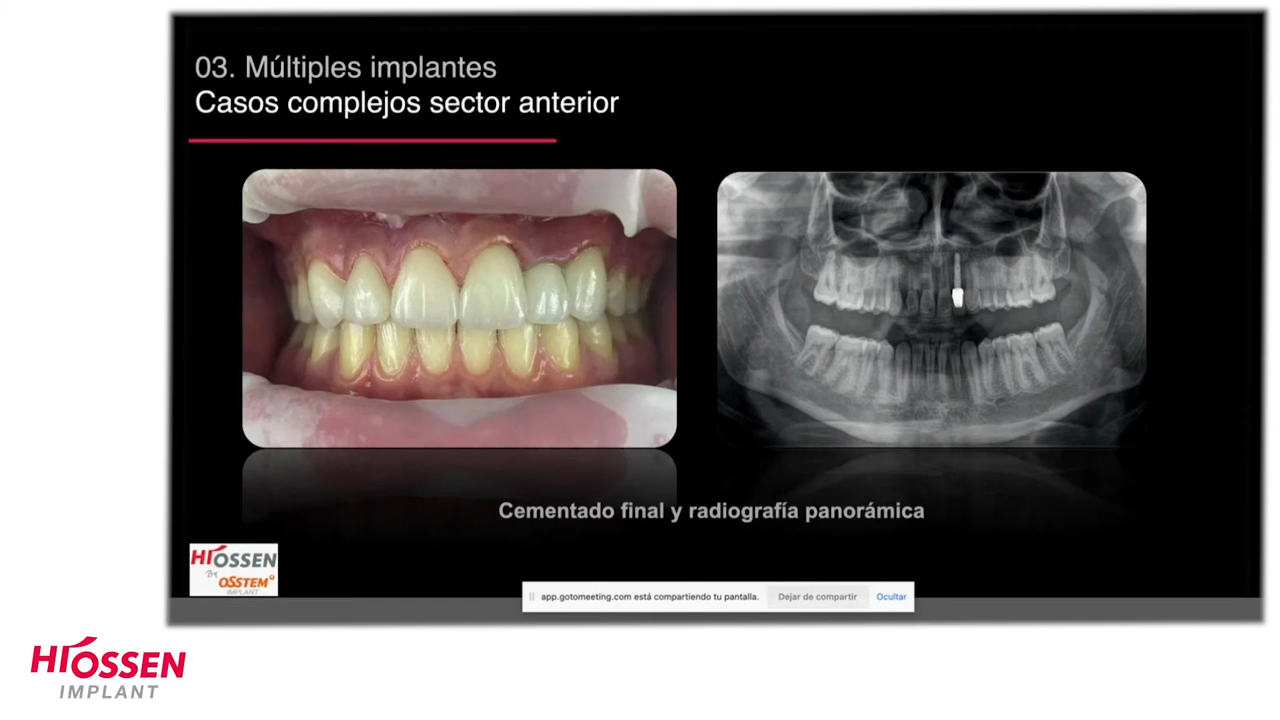 03. Múltiples implantes
Casos complejos sector anterior
Cementado final y radiografía panorámica
HIOSSEN
By
OSSTEM
IMPLANT
app.gotomeeting.com está compartiendo tu pantalla. Dejar de compartir Ocultar
HIOSSEN
IMPLANT